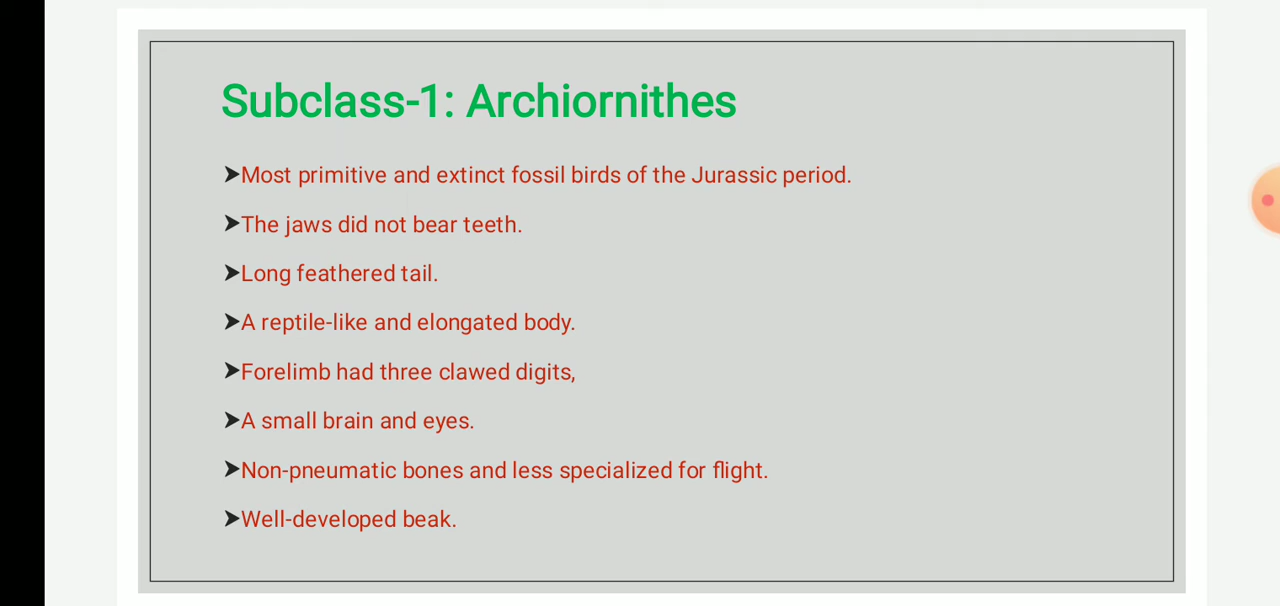 Subclass-1: Archiornithes
➤Most primitive and extinct fossil birds of the Jurassic period.
➤The jaws did not bear teeth.
➤Long feathered tail.
➤A reptile-like and elongated body.
➤Forelimb had three clawed digits,
➤A small brain and eyes.
➤Non-pneumatic bones and less specialized for flight.
➤Well-developed beak.